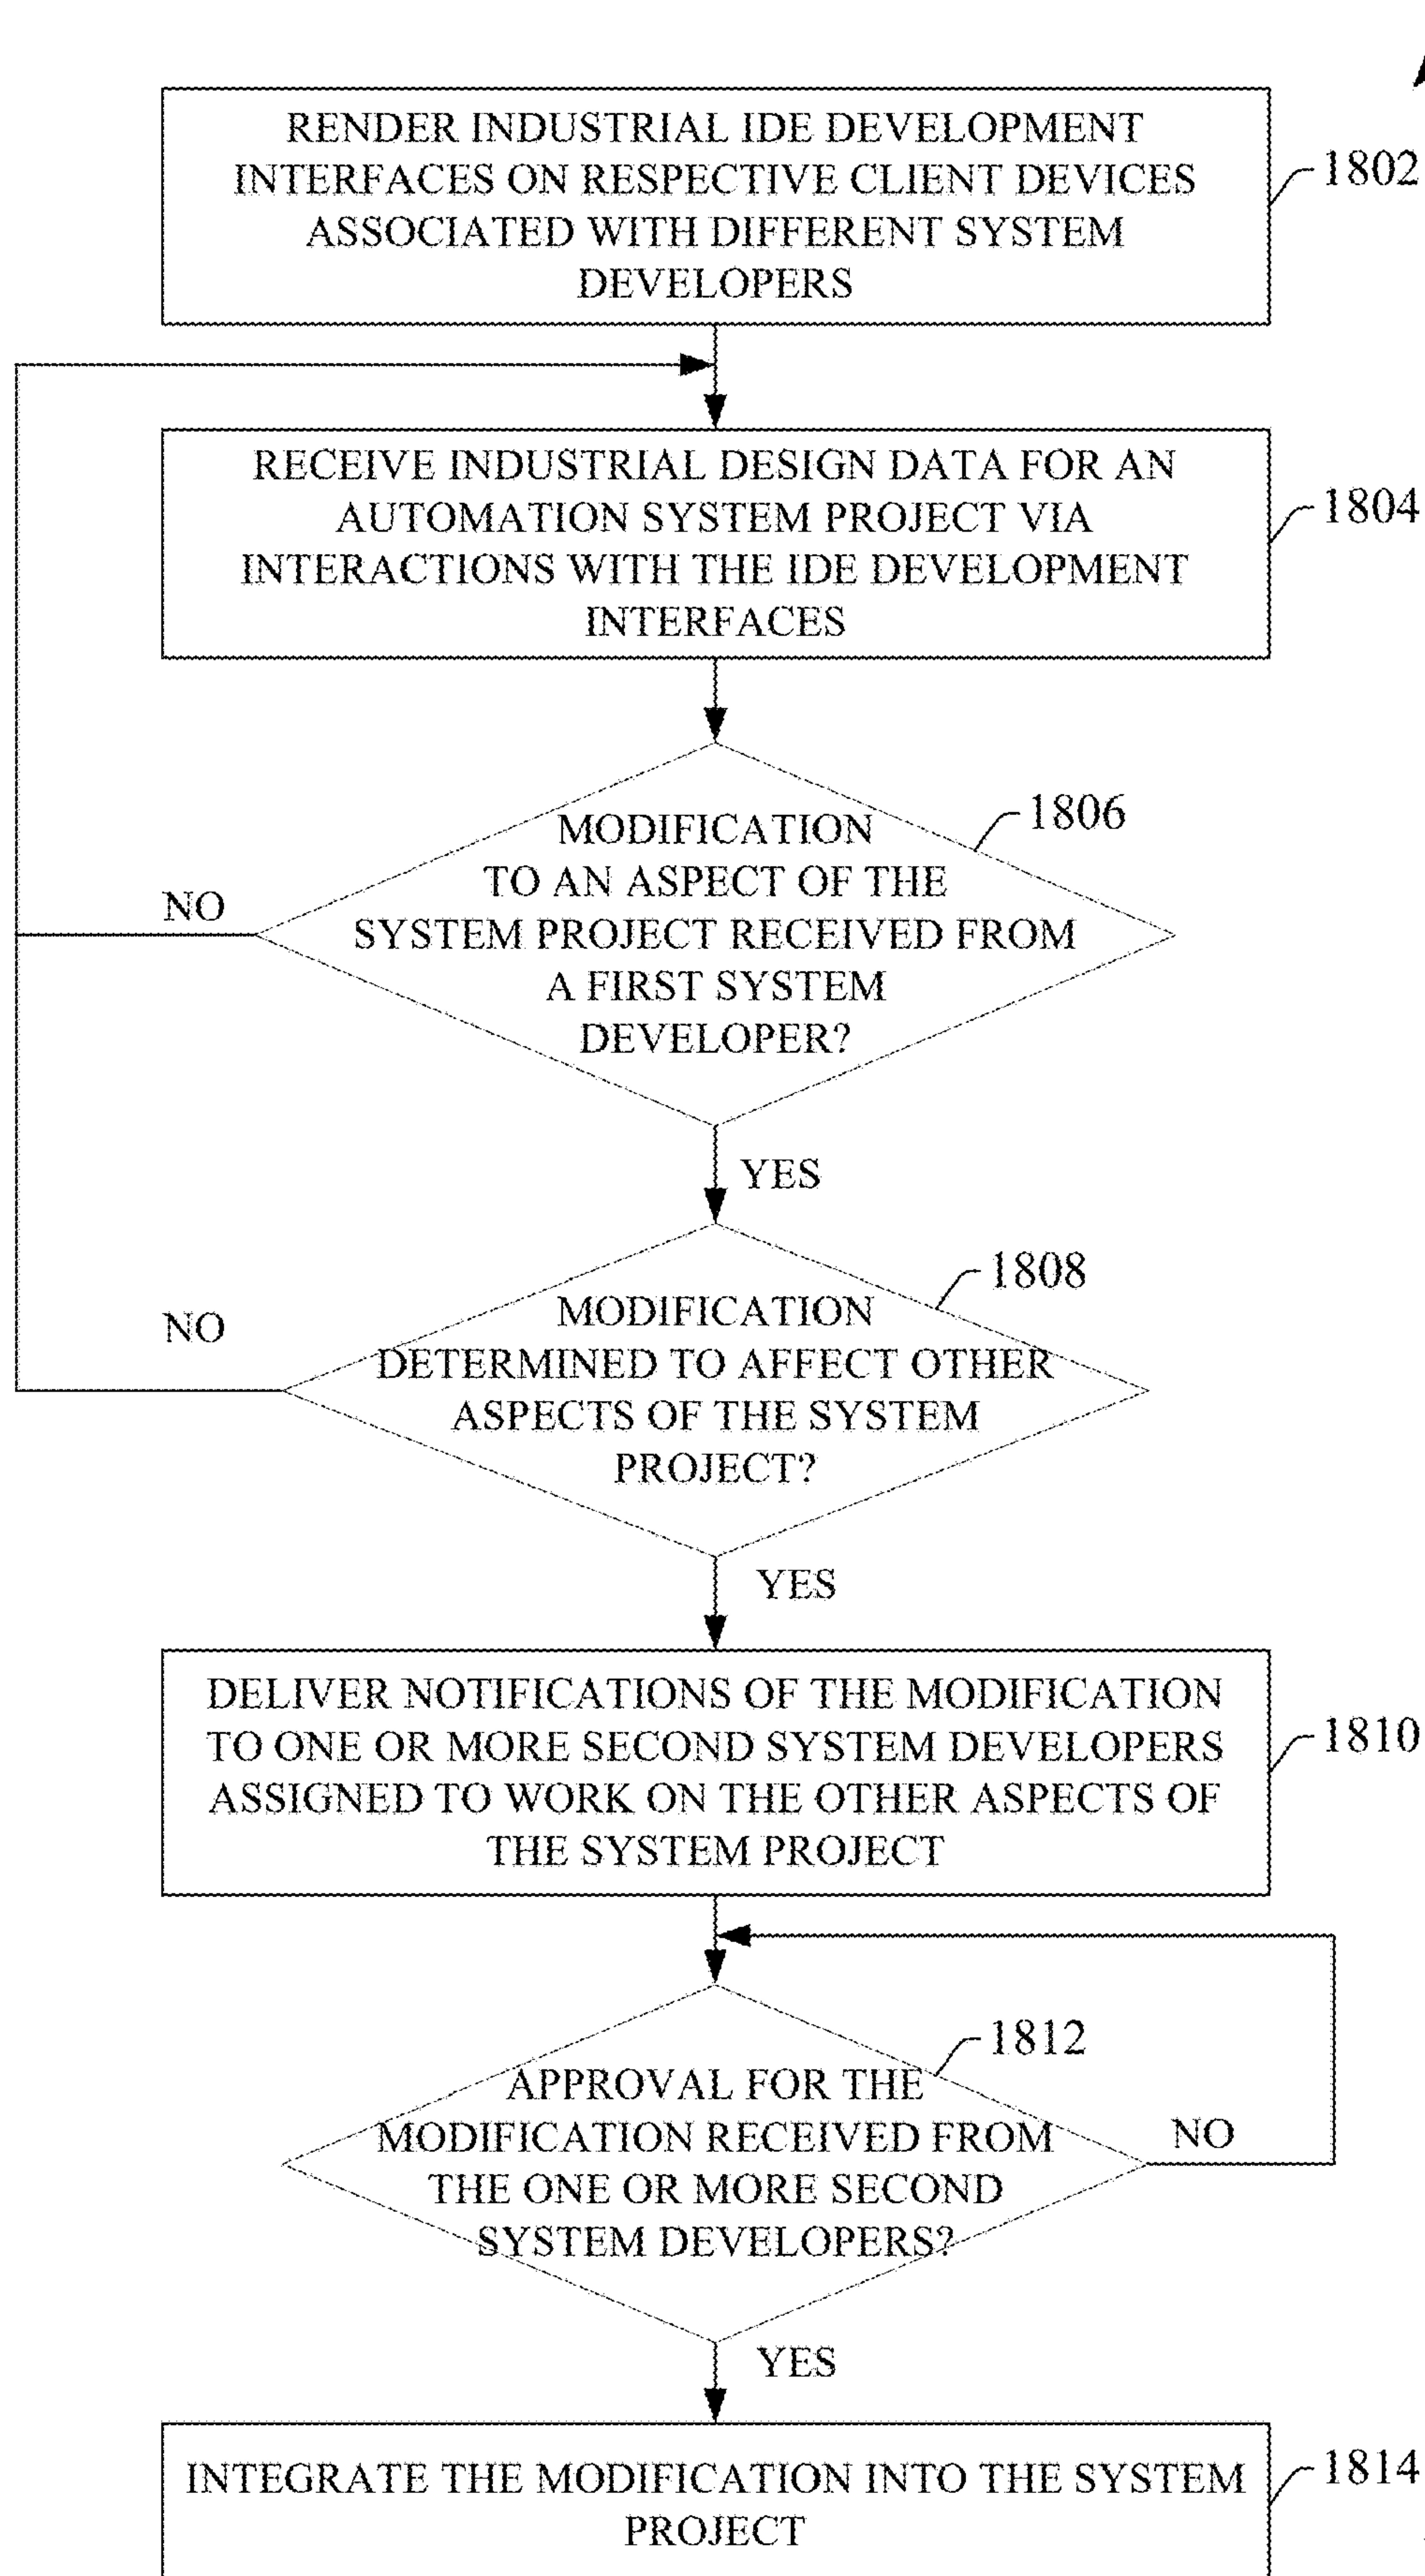 RENDER INDUSTRIAL IDE DEVELOPMENT
INTERFACES ON RESPECTIVE CLIENT DEVICES
ASSOCIATED WITH DIFFERENT SYSTEM
DEVELOPERS
1802
RECEIVE INDUSTRIAL DESIGN DATA FOR AN
AUTOMATION SYSTEM PROJECT VIA
INTERACTIONS WITH THE IDE DEVELOPMENT
INTERFACES
1804
MODIFICATION
TO AN ASPECT OF THE
SYSTEM PROJECT RECEIVED FROM
A FIRST SYSTEM
DEVELOPER?
1806
NO
YES
MODIFICATION
DETERMINED TO AFFECT OTHER
ASPECTS OF THE SYSTEM
PROJECT?
1808
NO
YES
DELIVER NOTIFICATIONS OF THE MODIFICATION
TO ONE OR MORE SECOND SYSTEM DEVELOPERS
ASSIGNED TO WORK ON THE OTHER ASPECTS OF
THE SYSTEM PROJECT
1810
APPROVAL FOR THE
MODIFICATION RECEIVED FROM
THE ONE OR MORE SECOND
SYSTEM DEVELOPERS?
1812
NO
YES
INTEGRATE THE MODIFICATION INTO THE SYSTEM
PROJECT
1814